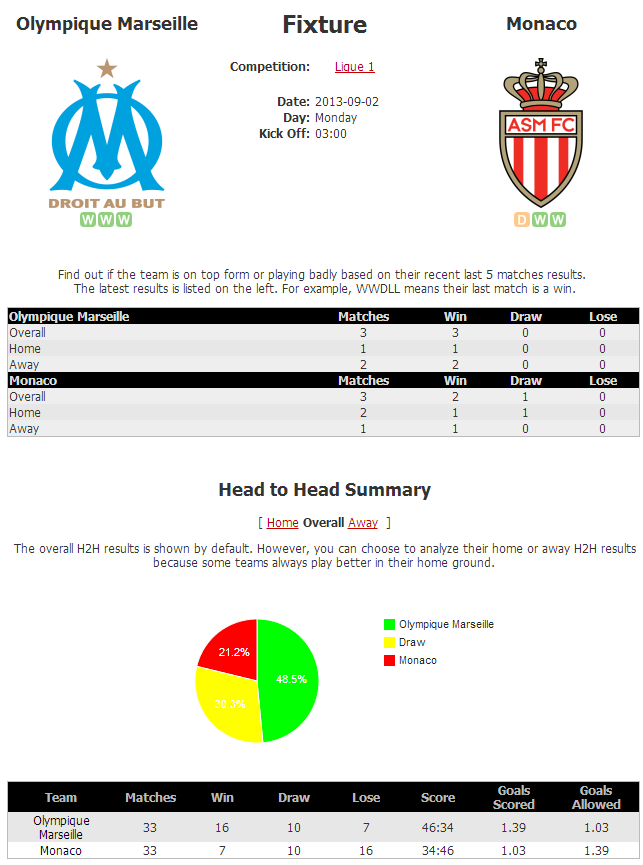 Olympique Marseille
Fixture
Monaco
Competition: Ligue 1
Date: 2013-09-02
Day: Monday
Kick Off: 03:00
DROIT AU BUT
W W W
ASM FC
D W W
Find out if the team is on top form or playing badly based on their recent last 5 matches results.
The latest results is listed on the left. For example, WWDLL means their last match is a win.
Olympique Marseille Matches Win Draw Lose
Overall 3 3 0 0
Home 1 1 0 0
Away 2 2 0 0
Monaco Matches Win Draw Lose
Overall 3 2 1 0
Home 2 1 1 0
Away 1 1 0 0
Head to Head Summary
[ Home Overall Away ]
The overall H2H results is shown by default. However, you can choose to analyze their home or away H2H results
because some teams always play better in their home ground.
21.2%
48.5%
30.3%
Olympique Marseille
Draw
Monaco
Team Matches Win Draw Lose Score Goals Scored Goals Allowed
Olympique Marseille 33 16 10 7 46:34 1.39 1.03
Monaco 33 7 10 16 34:46 1.03 1.39